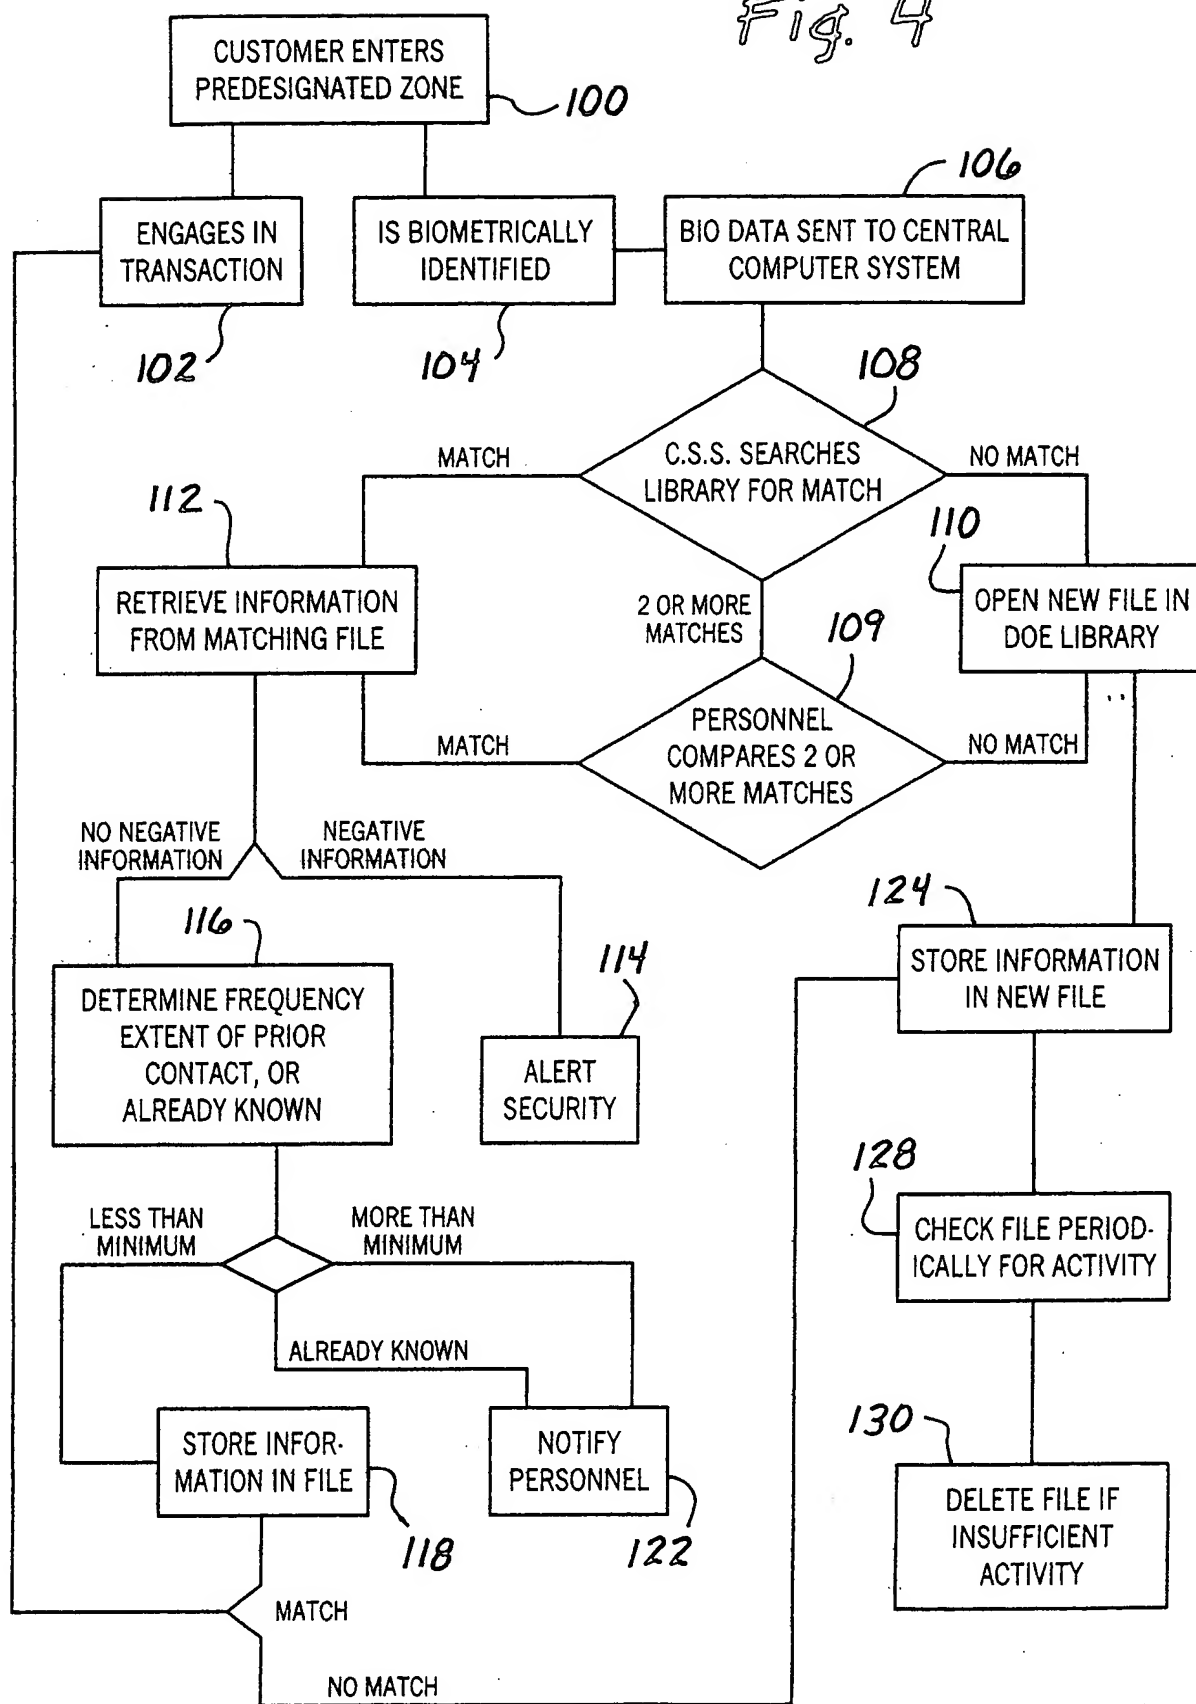 Fig. 4
CUSTOMER ENTERS
PREDESIGNATED ZONE
100
ENGAGES IN
TRANSACTION
102
IS BIOMETRICALLY
IDENTIFIED
104
106
BIO DATA SENT TO CENTRAL
COMPUTER SYSTEM
108
C.S.S. SEARCHES
LIBRARY FOR MATCH
MATCH
NO MATCH
112
RETRIEVE INFORMATION
FROM MATCHING FILE
110
OPEN NEW FILE IN
DOE LIBRARY
2 OR MORE
MATCHES
109
PERSONNEL
COMPARES 2 OR
MORE MATCHES
MATCH
NO MATCH
NO NEGATIVE
INFORMATION
NEGATIVE
INFORMATION
116
DETERMINE FREQUENCY
EXTENT OF PRIOR
CONTACT, OR
ALREADY KNOWN
114
ALERT
SECURITY
124
STORE INFORMATION
IN NEW FILE
LESS THAN
MINIMUM
MORE THAN
MINIMUM
ALREADY KNOWN
128
CHECK FILE PERIOD-
ICALLY FOR ACTIVITY
STORE INFOR-
MATION IN FILE
118
NOTIFY
PERSONNEL
122
130
DELETE FILE IF
INSUFFICIENT
ACTIVITY
MATCH
NO MATCH